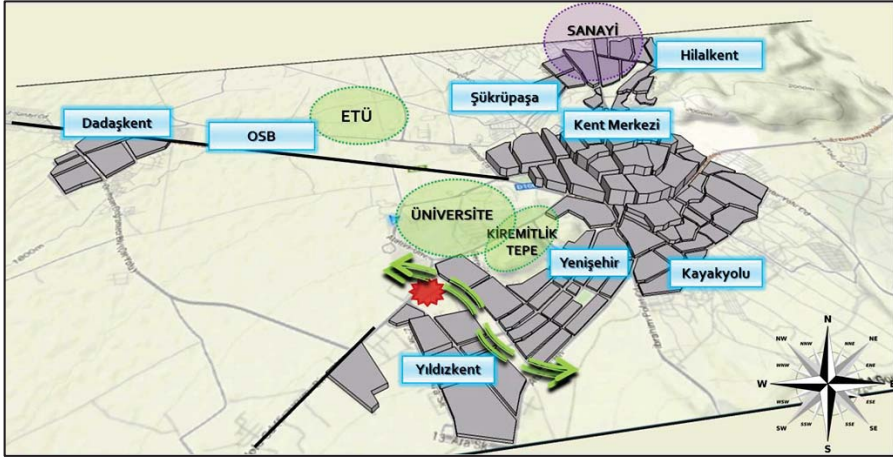 SANAYİ
Hilalkent
Şükrüpaşa
ETÜ
Dadaşkent
OSB
Kent Merkezi
ÜNİVERSİTE
KİREMİTLİK
TEPE
Yenişehir
Kayakyolu
Yıldızkent
N
NNW
NNE
NW
NE
WNW
ENE
W
E
WSW
ESE
SW
SE
SSW
SSE
S